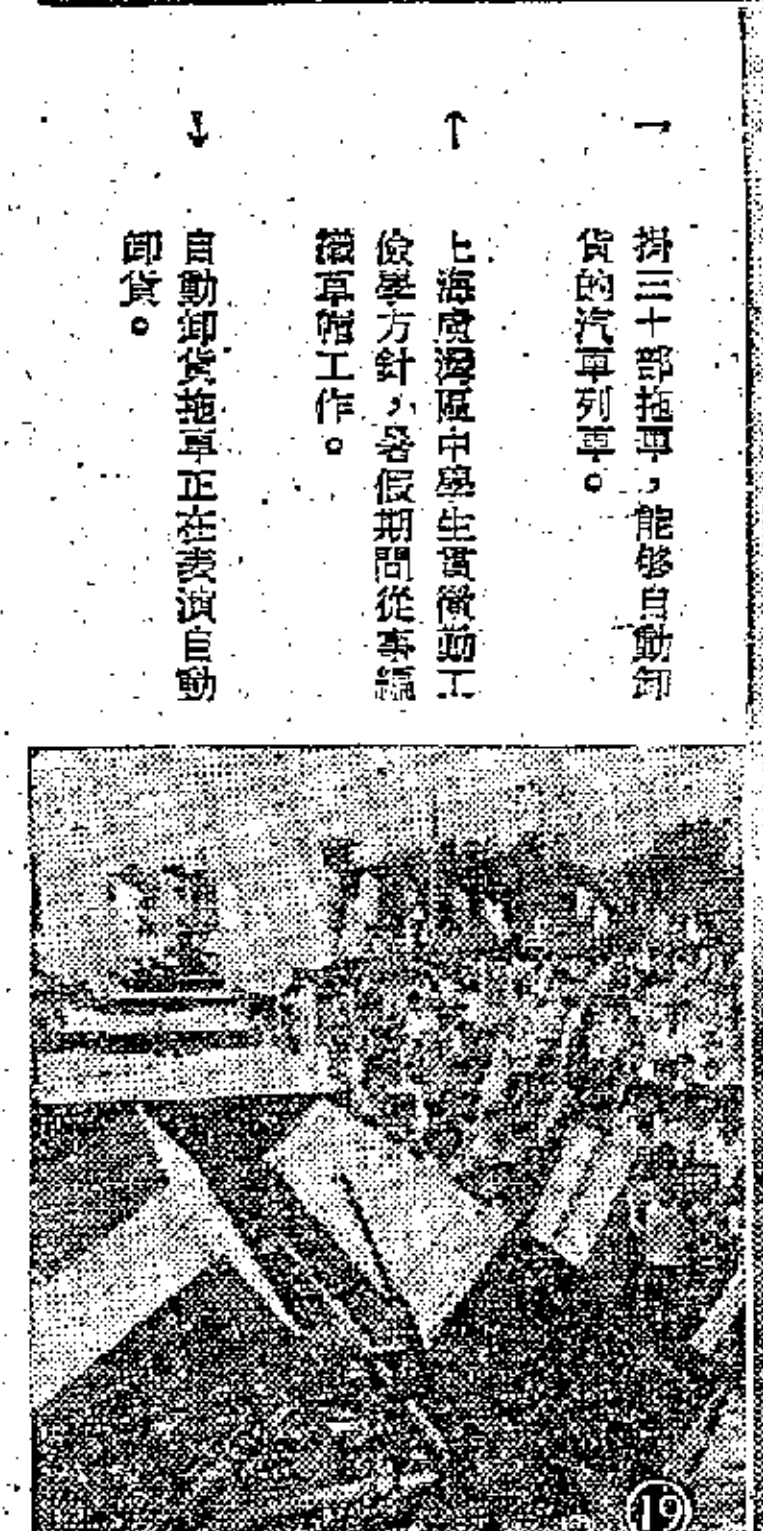 →
掛三十部拖車，能够自動卸
貨的汽車列車。
↑
上海盧灣區中學生貫徹勤工
儉學方針，暑假期間從事編
織草帽工作。
↓
自動卸貨拖車正在表演自動
卸貨。
19